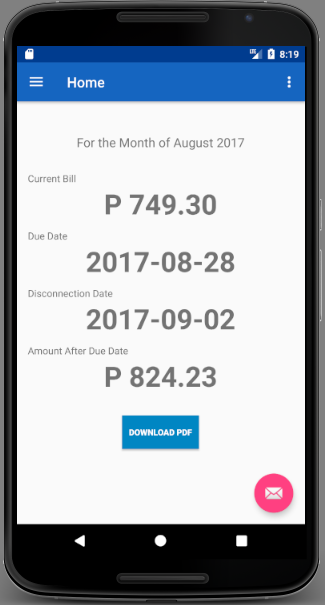 LTE 8:19
Home
For the Month of August 2017
Current Bill
P 749.30
Due Date
2017-08-28
Disconnection Date
2017-09-02
Amount After Due Date
P 824.23
DOWNLOAD PDF